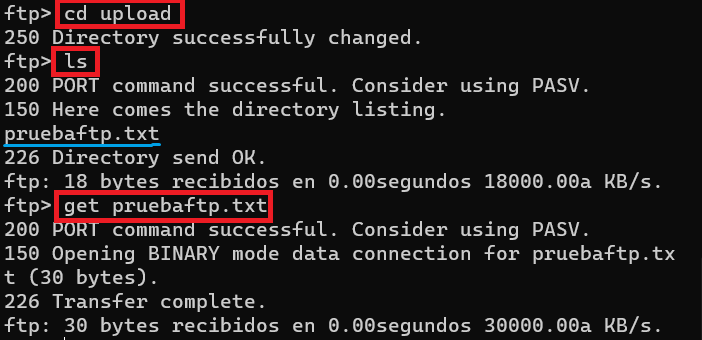 ftp> cd upload
250 Directory successfully changed.
ftp> ls
200 PORT command successful. Consider using PASV.
150 Here comes the directory listing.
pruebaftp.txt
226 Directory send OK.
ftp: 18 bytes recibidos en 0.00segundos 18000.00a KB/s.
ftp> get pruebaftp.txt
200 PORT command successful. Consider using PASV.
150 Opening BINARY mode data connection for pruebaftp.tx
t (30 bytes).
226 Transfer complete.
ftp: 30 bytes recibidos en 0.00segundos 30000.00a KB/s.